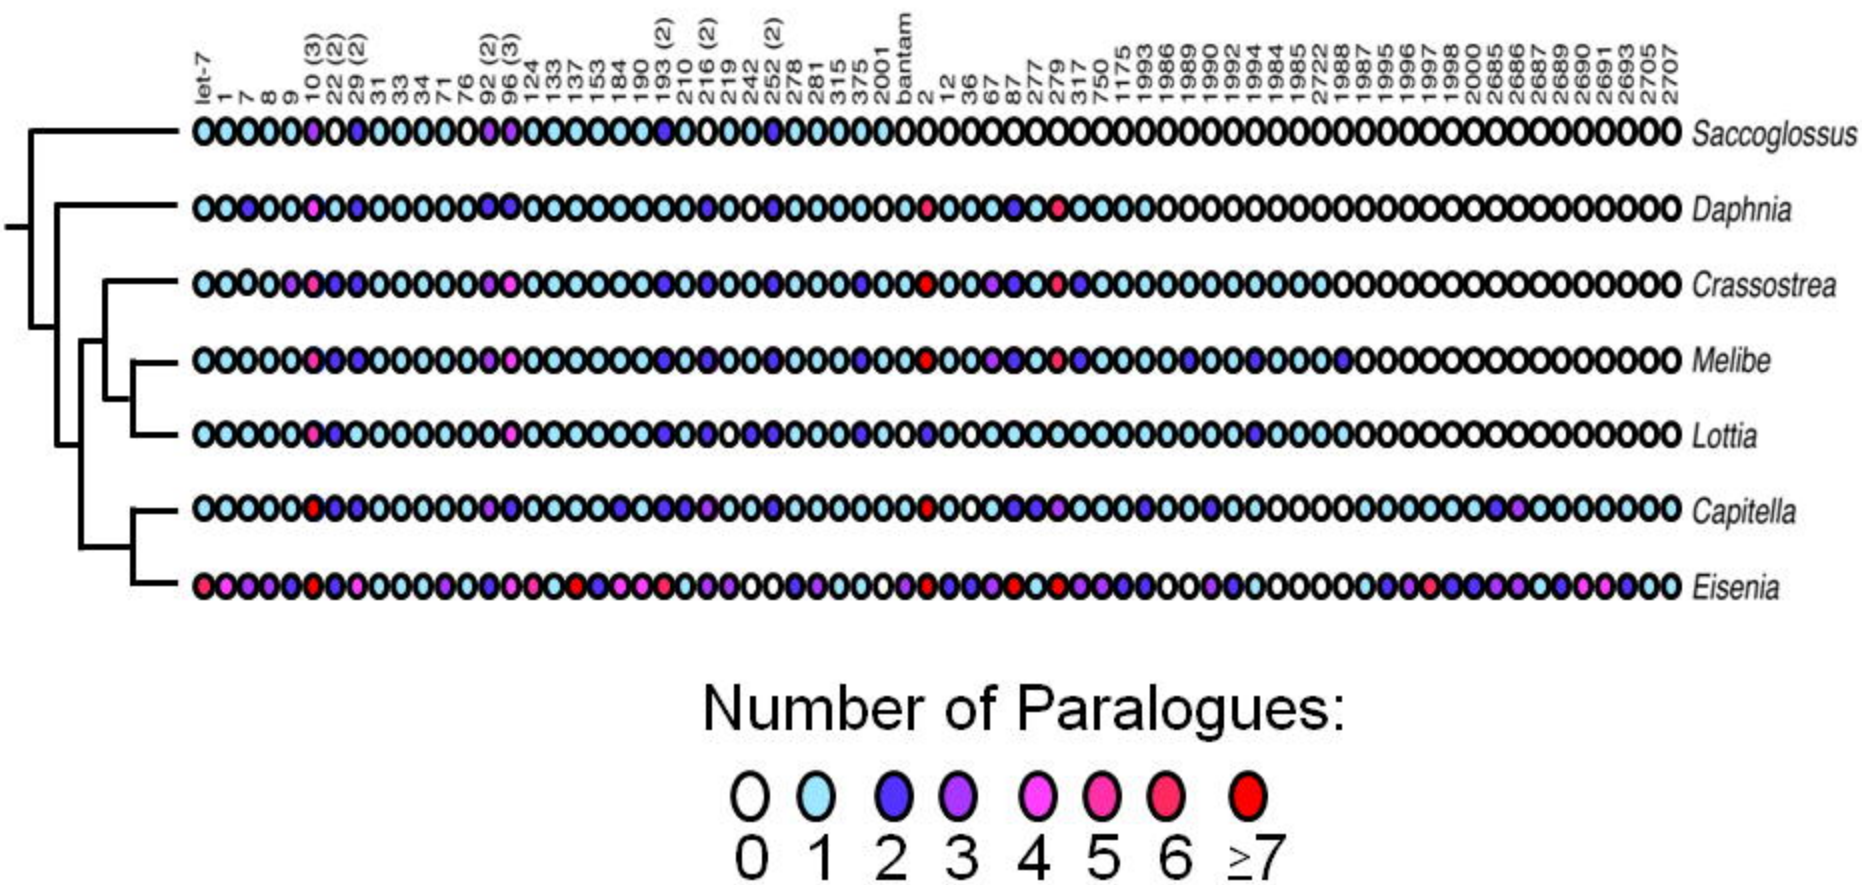 let-7 1 7 8 9 10 (3) 22 (2) 29 (2) 31 33 34 71 76 92 (2) 96 (3) 124 133 137 153 184 190 193 (2) 210 216 (2) 219 242 252 (2) 278 281 315 375 2001 bantam 2 12 36 67 87 277 279 317 750 1175 1993 1986 1989 1990 1992 1994 1984 1985 2722 1988 1987 1995 1996 1997 1998 2000 2685 2686 2687 2689 2690 2691 2693 2705 2707
Saccoglossus
Daphnia
Crassostrea
Melibe
Lottia
Capitella
Eisenia
Number of Paralogues:
0 1 2 3 4 5 6 ≥7